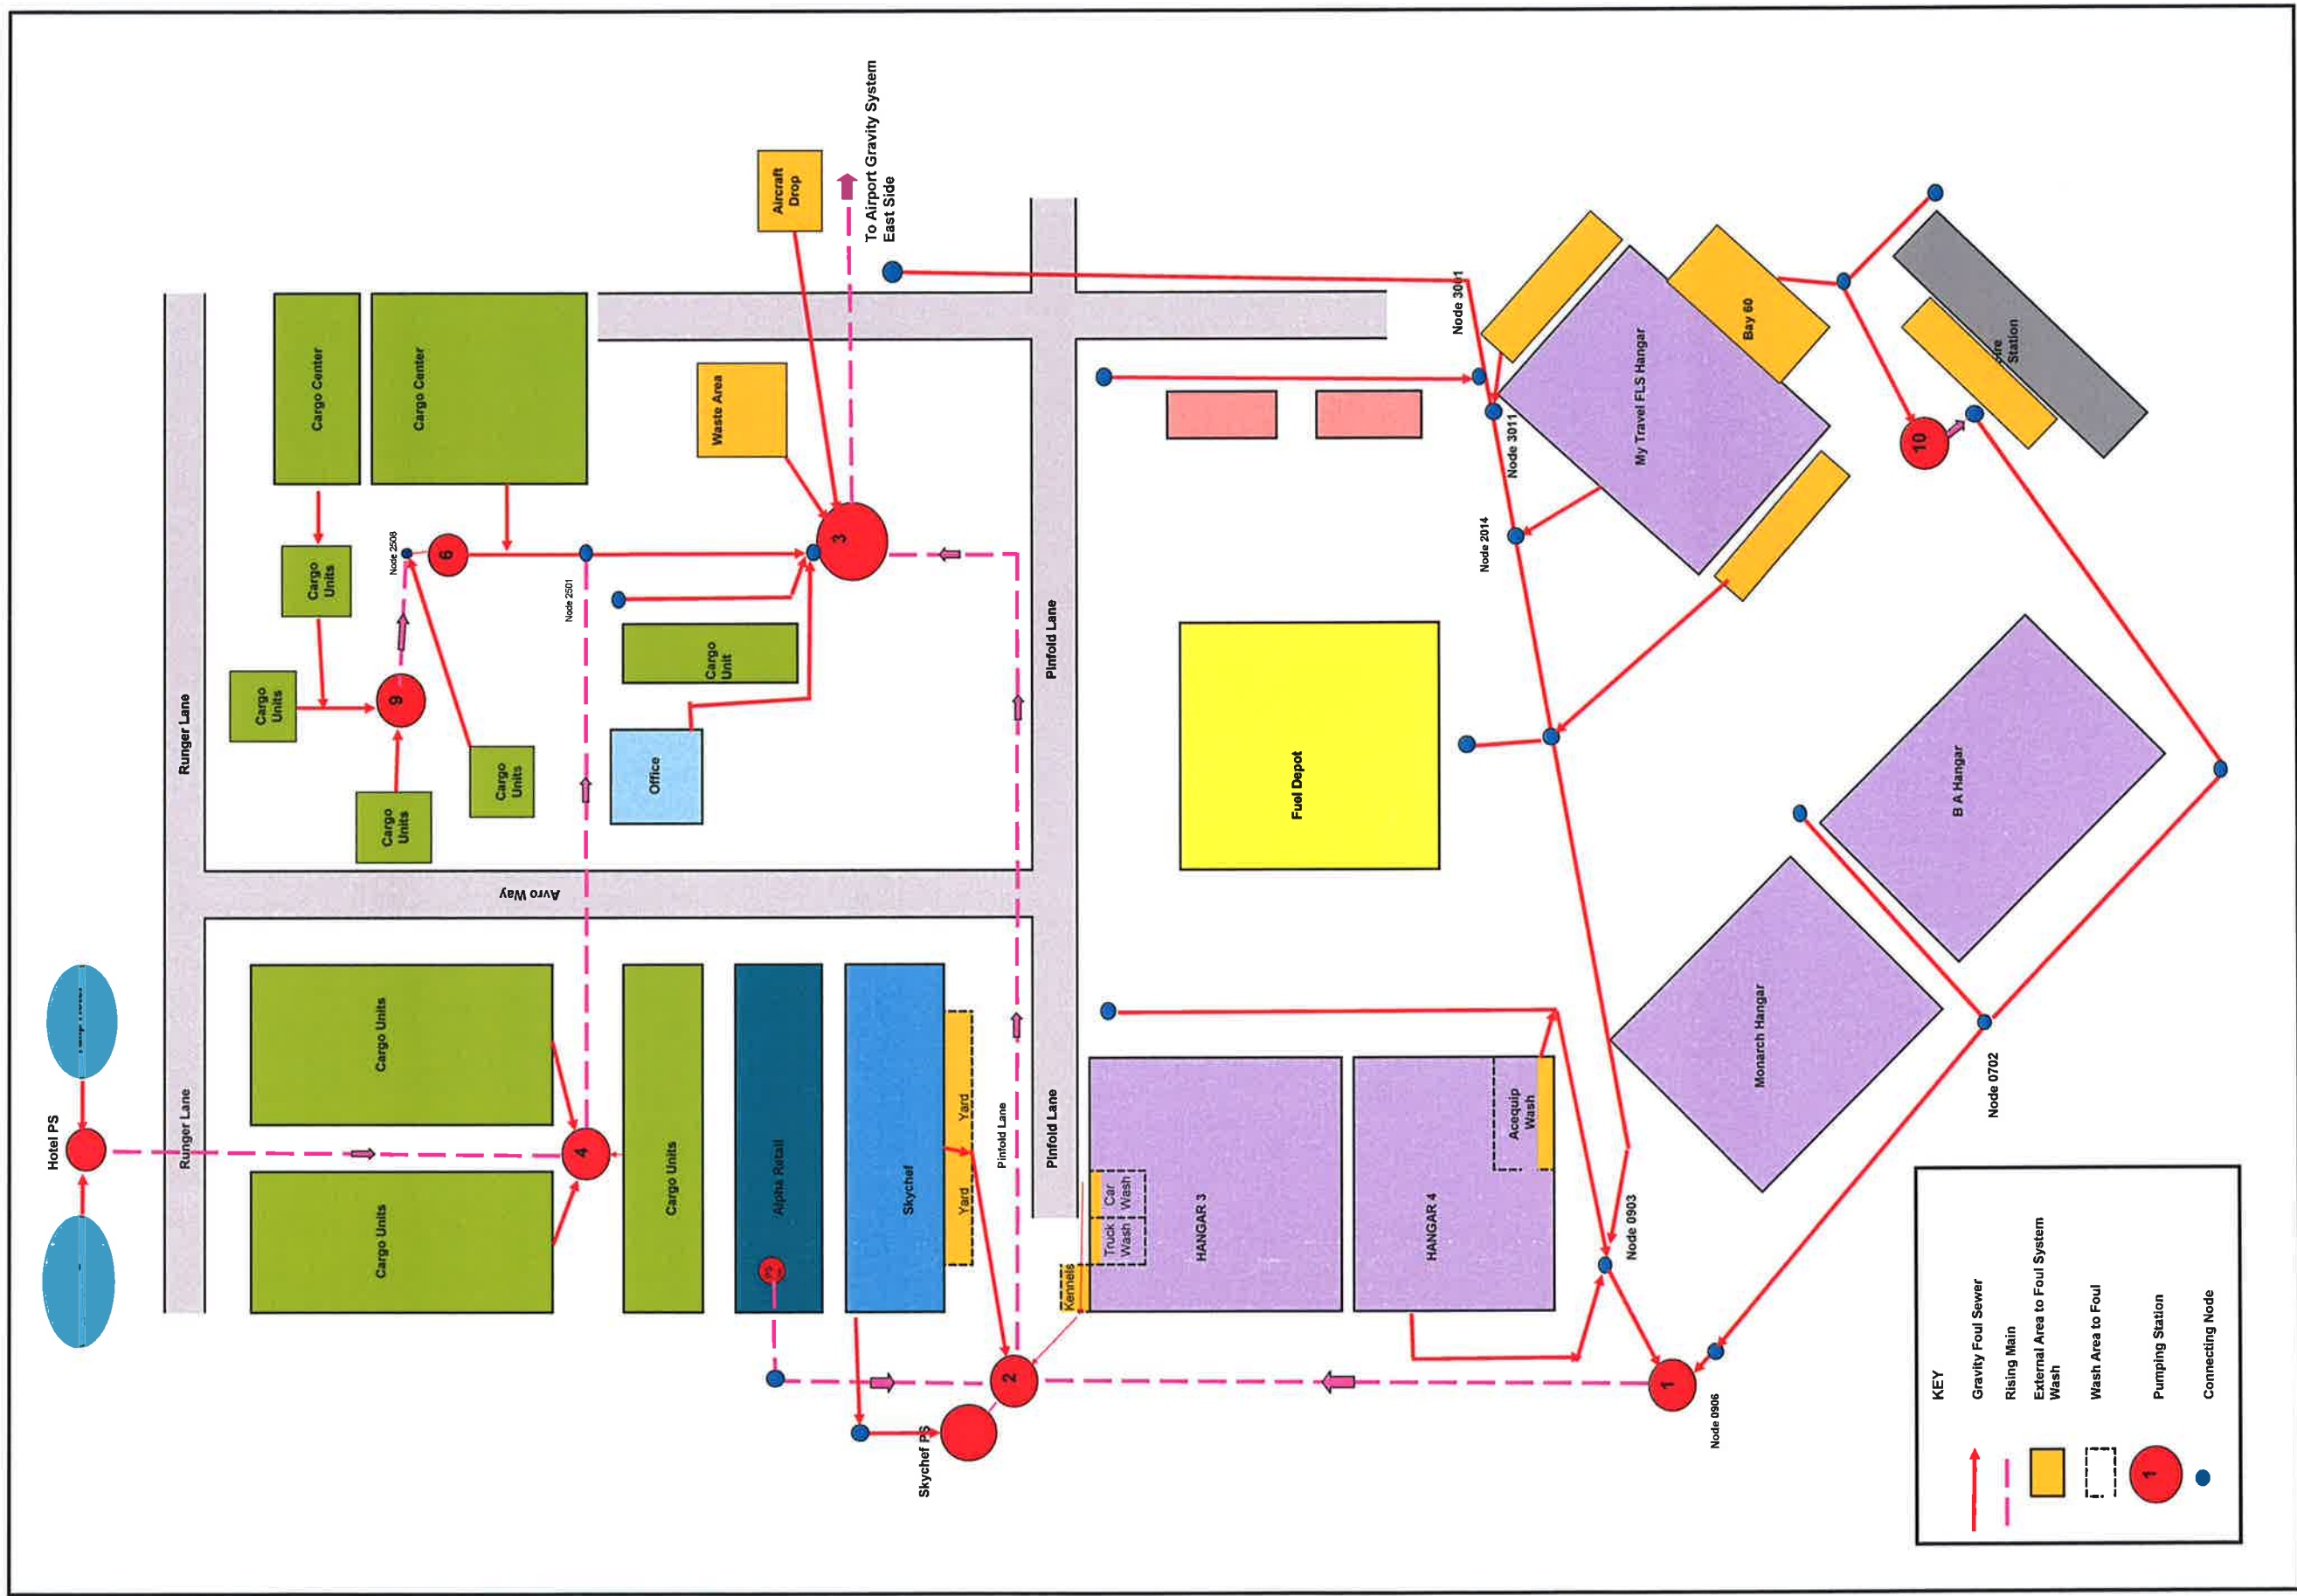 Hotel PS
Runger Lane
Runger Lane
Cargo Center
Cargo Center
Cargo
Units
Cargo
Units
Cargo
Units
Cargo
Units
Node 2508
6
9
Node 2501
Aircraft
Drop
To Airport Gravity System
East Side
Waste Area
3
Cargo
Unit
Office
Avro Way
Cargo Units
Cargo Units
4
Cargo Units
Alpha Retail
Skychef
Yard
Yard
Skychef PS
2
Pinfold Lane
Pinfold Lane
Pinfold Lane
Kennels
Truck
Wash
Car
Wash
HANGAR 3
HANGAR 4
Acequip
Wash
Fuel Depot
Node 3001
Node 3011
Node 2014
My Travel FLS Hangar
Bay 60
Station
10
B A Hangar
Monarch Hangar
Node 0702
Node 0903
1
Node 0906
KEY
Gravity Foul Sewer
Rising Main
External Area to Foul System
Wash
Wash Area to Foul
1
Pumping Station
Connecting Node